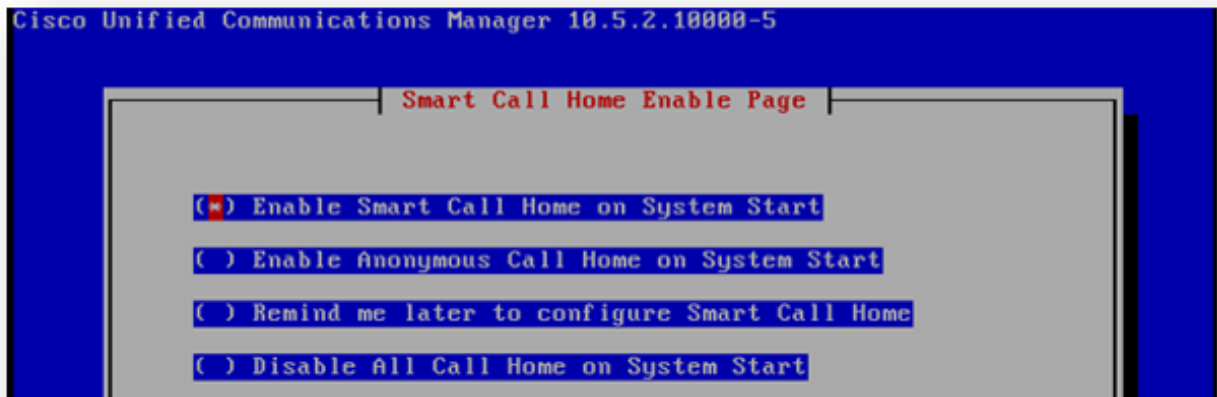 Cisco Unified Communications Manager 10.5.2.10000-5
Smart Call Home Enable Page
(*) Enable Smart Call Home on System Start
( ) Enable Anonymous Call Home on System Start
( ) Remind me later to configure Smart Call Home
( ) Disable All Call Home on System Start